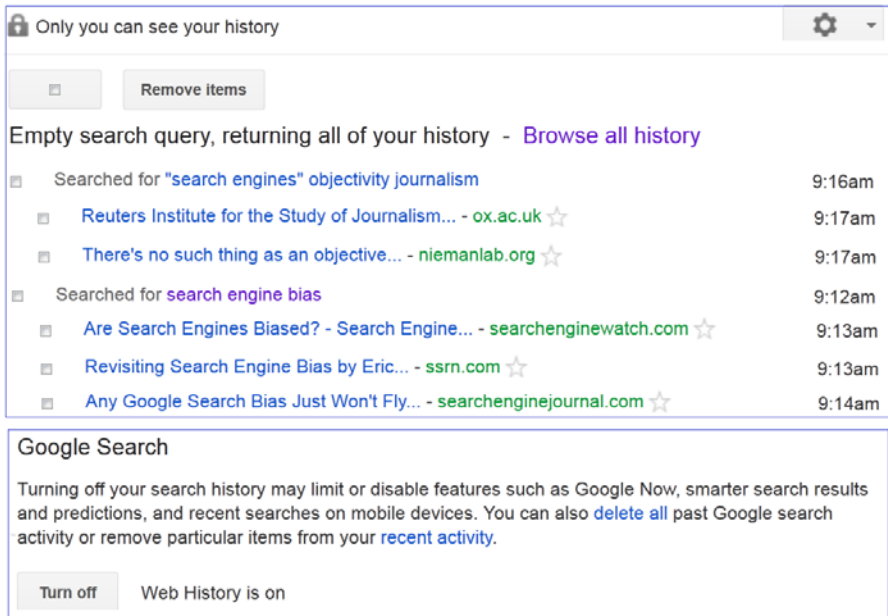 Only you can see your history
Remove items
Empty search query, returning all of your history - Browse all history
Searched for "search engines" objectivity journalism 9:16am
Reuters Institute for the Study of Journalism... - ox.ac.uk 9:17am
There's no such thing as an objective... - niemanlab.org 9:17am
Searched for search engine bias 9:12am
Are Search Engines Biased? - Search Engine... - searchenginewatch.com 9:13am
Revisiting Search Engine Bias by Eric... - ssrn.com 9:13am
Any Google Search Bias Just Won't Fly... - searchenginejournal.com 9:14am
Google Search
Turning off your search history may limit or disable features such as Google Now, smarter search results
and predictions, and recent searches on mobile devices. You can also delete all past Google search
activity or remove particular items from your recent activity.
Turn off Web History is on